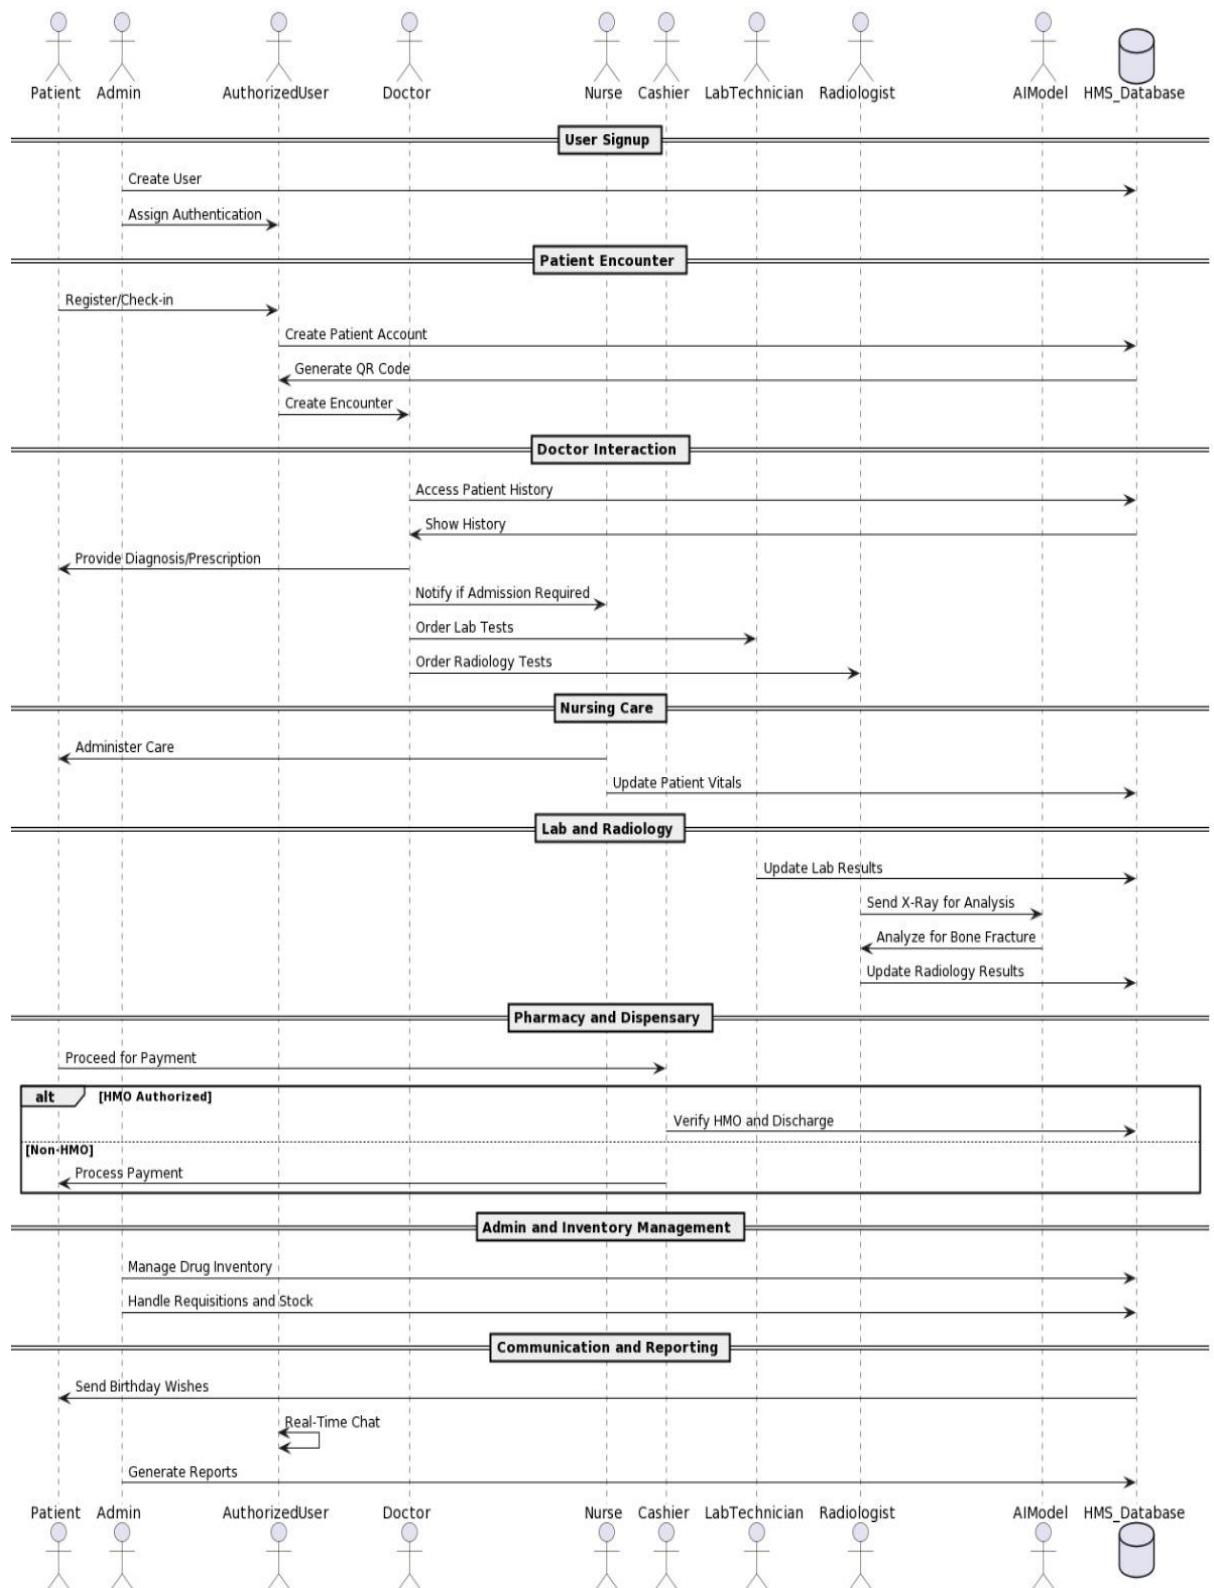 Patient Admin AuthorizedUser Doctor Nurse Cashier LabTechnician Radiologist AIModel HMS_Database
User Signup
Create User
Assign Authentication
Patient Encounter
Register/Check-in
Create Patient Account
Generate QR Code
Create Encounter
Doctor Interaction
Access Patient History
Show History
Provide Diagnosis/Prescription
Notify if Admission Required
Order Lab Tests
Order Radiology Tests
Nursing Care
Administer Care
Update Patient Vitals
Lab and Radiology
Update Lab Results
Send X-Ray for Analysis
Analyze for Bone Fracture
Update Radiology Results
Pharmacy and Dispensary
Proceed for Payment
alt [HMO Authorized]
Verify HMO and Discharge
[Non-HMO]
Process Payment
Admin and Inventory Management
Manage Drug Inventory
Handle Requisitions and Stock
Communication and Reporting
Send Birthday Wishes
Real-Time Chat
Generate Reports
Patient Admin AuthorizedUser Doctor Nurse Cashier LabTechnician Radiologist AIModel HMS_Database